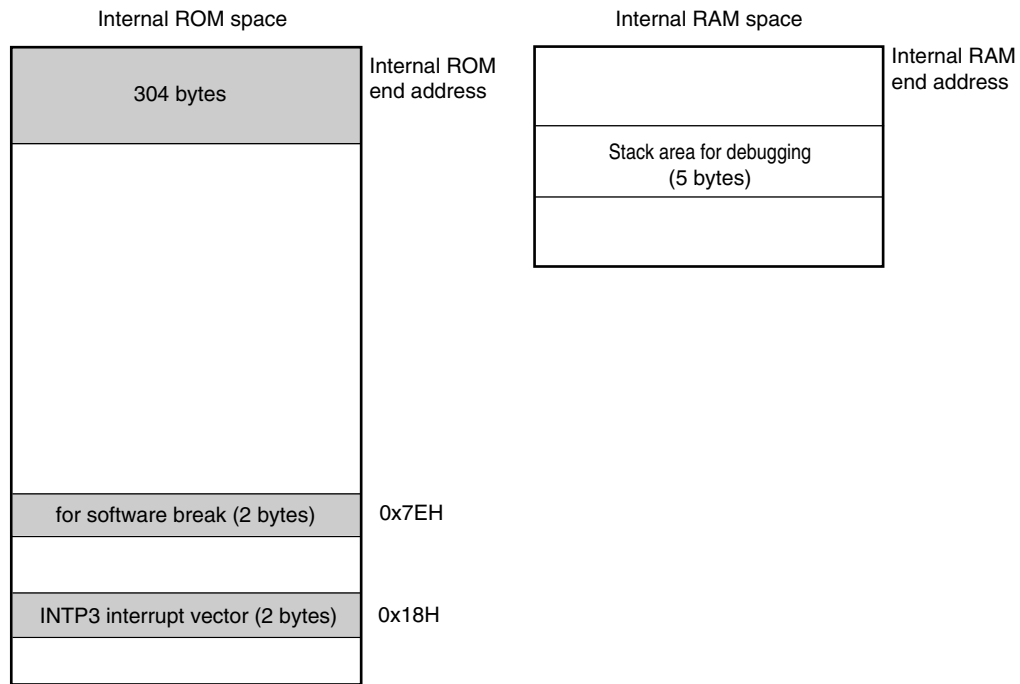 Internal ROM space
304 bytes
Internal ROM
end address
for software break (2 bytes)
0x7EH
INTP3 interrupt vector (2 bytes)
0x18H
Internal RAM space
Internal RAM
end address
Stack area for debugging
(5 bytes)